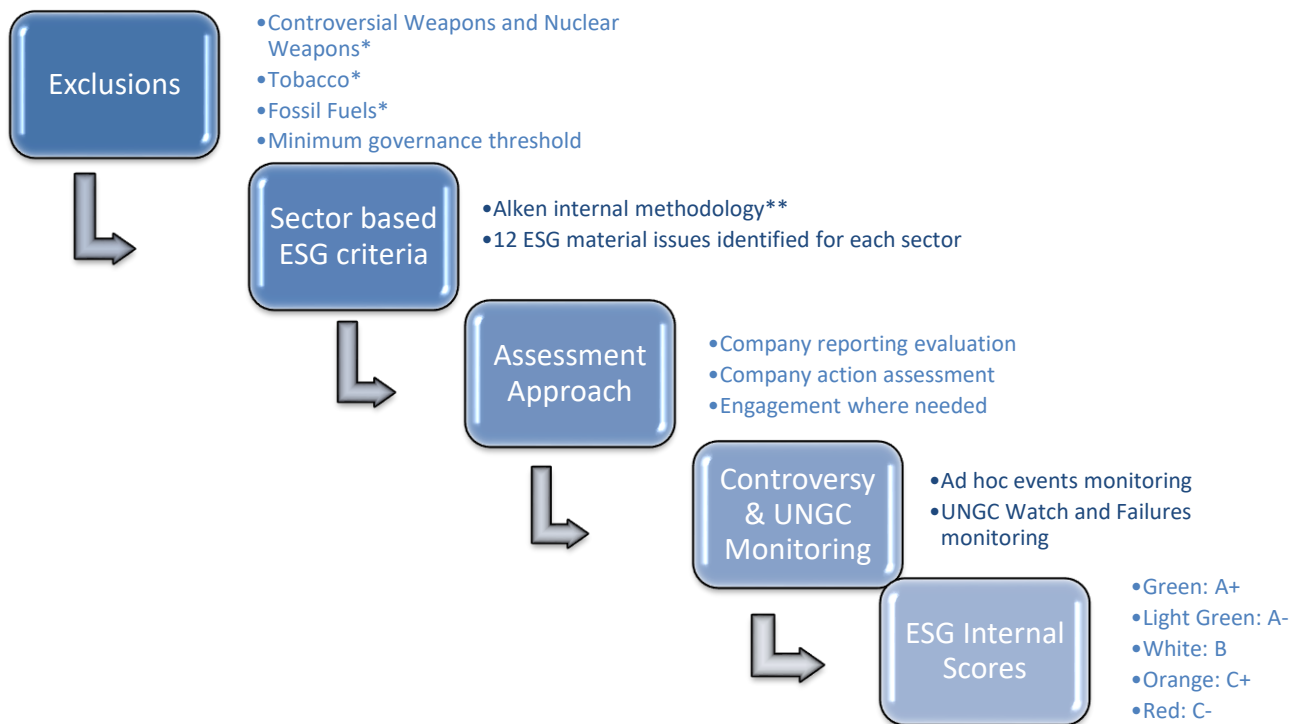 Exclusions
•Controversial Weapons and Nuclear
Weapons*
•Tobacco*
•Fossil Fuels*
•Minimum governance threshold
Sector based
ESG criteria
•Alken internal methodology**
•12 ESG material issues identified for each sector
Assessment
Approach
•Company reporting evaluation
•Company action assessment
•Engagement where needed
Controversy
& UNGC
Monitoring
•Ad hoc events monitoring
•UNGC Watch and Failures
monitoring
ESG Internal
Scores
•Green: A+
•Light Green: A-
•White: B
•Orange: C+
•Red: C-